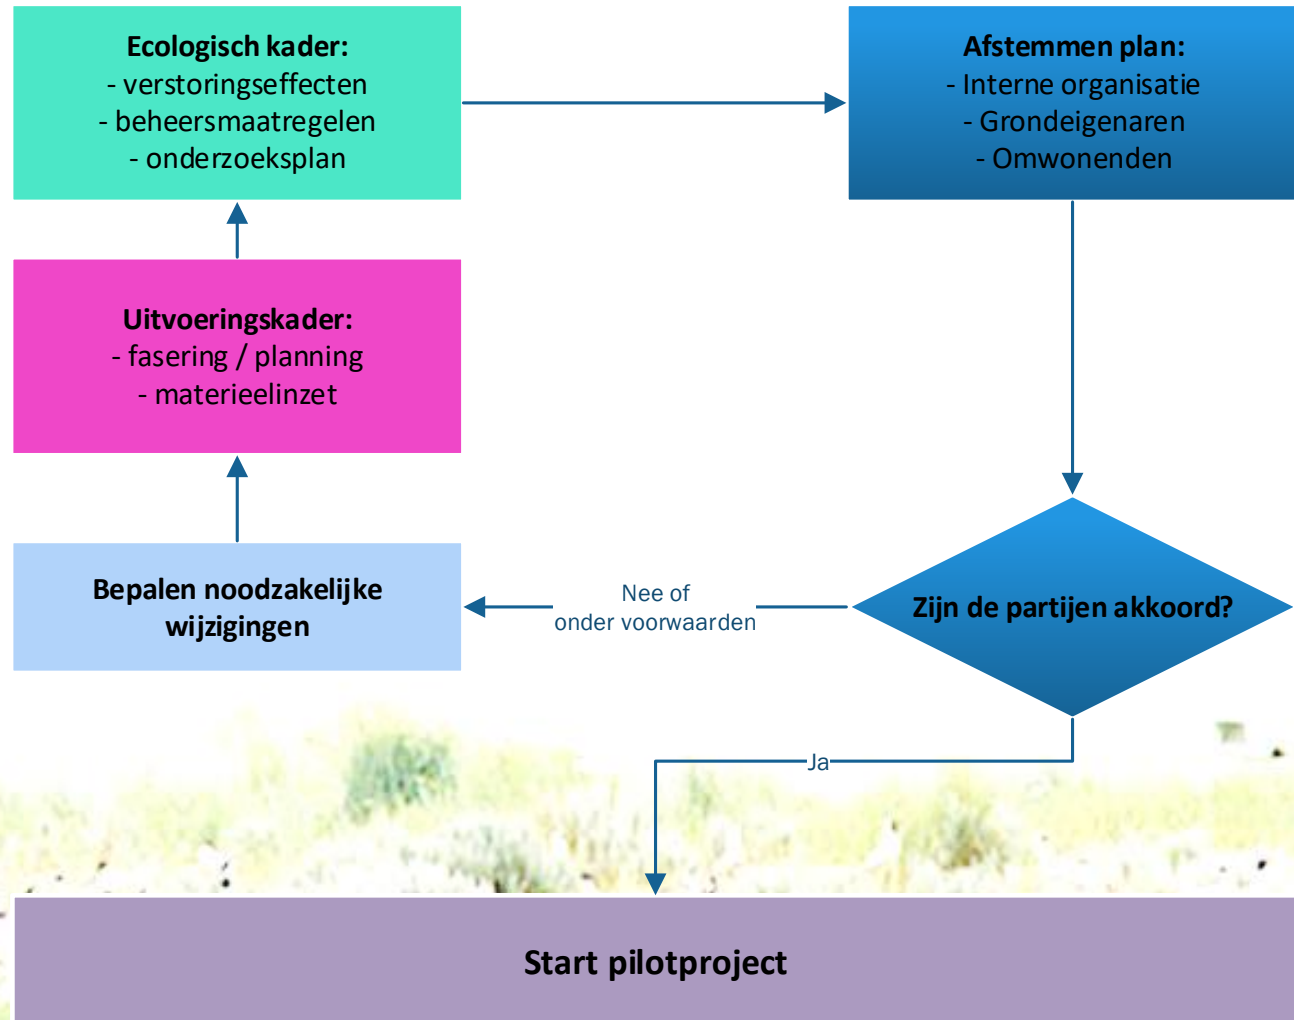 Ecologisch kader:
- verstoringseffecten
- beheersmaatregelen
- onderzoeksplan
Afstemmen plan:
- Interne organisatie
- Grondeigenaren
- Omwonenden
Uitvoeringskader:
- fasering / planning
- materieelinzet
Bepalen noodzakelijke
wijzigingen
Nee of
onder voorwaarden
Zijn de partijen akkoord?
Ja
Start pilotproject